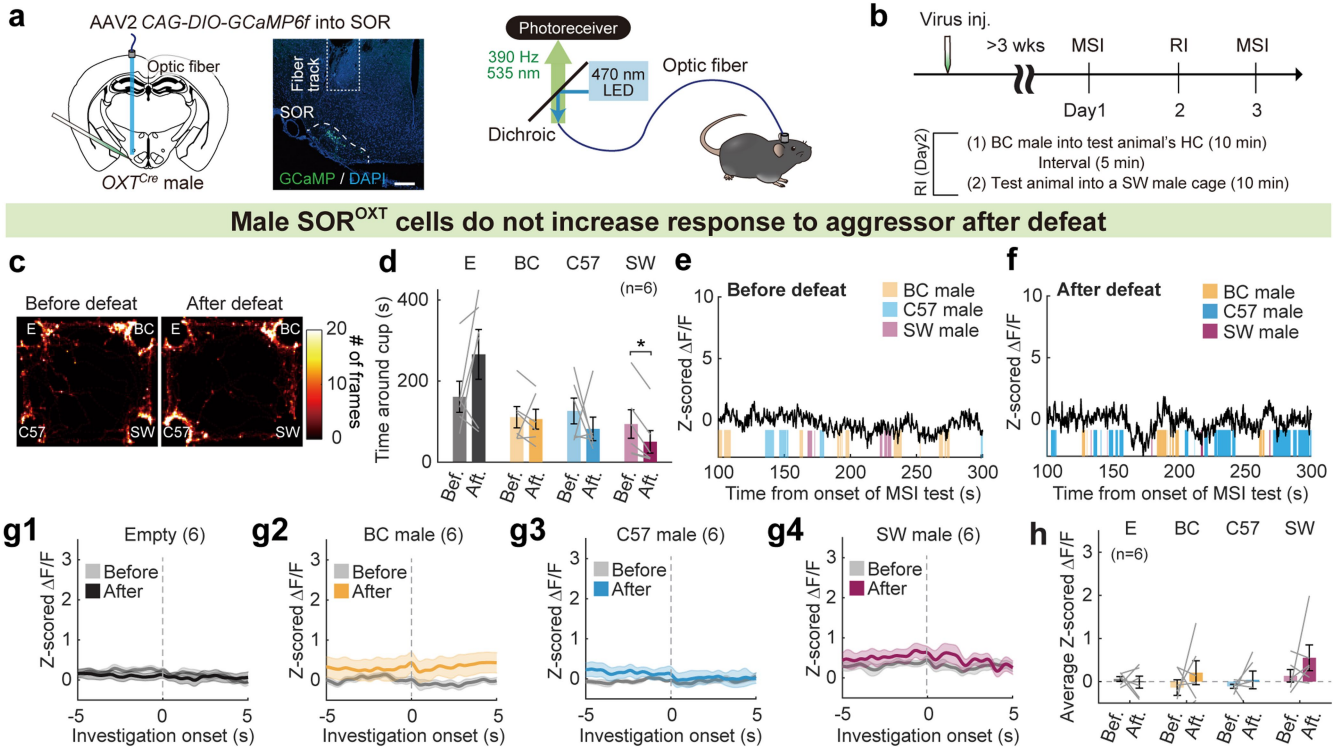 a
AAV2 CAG-DIO-GCaMP6f into SOR
Optic fiber
OXT^Cre male
Fiber
track
SOR
GCaMP / DAPI
Photoreceiver
390 Hz
535 nm
470 nm
LED
Dichroic
Optic fiber
b
Virus inj.
>3 wks
MSI
RI
MSI
Day1
2
3
RI (Day2)
(1) BC male into test animal's HC (10 min)
Interval (5 min)
(2) Test animal into a SW male cage (10 min)
Male SOR^OXT cells do not increase response to aggressor after defeat
c
Before defeat
After defeat
E
BC
C57
SW
E
BC
C57
SW
20
10
0
# of frames
d
E
BC
C57
SW
(n=6)
*
Time around cup (s)
400
200
0
Bef.
Aft.
Bef.
Aft.
Bef.
Aft.
Bef.
Aft.
e
Before defeat
BC male
C57 male
SW male
Z-scored ΔF/F
10
5
0
100
150
200
250
300
Time from onset of MSI test (s)
f
After defeat
BC male
C57 male
SW male
Z-scored ΔF/F
10
5
0
100
150
200
250
300
Time from onset of MSI test (s)
g1
Empty (6)
Before
After
Z-scored ΔF/F
3
2
1
0
-5
0
5
Investigation onset (s)
g2
BC male (6)
Before
After
Z-scored ΔF/F
3
2
1
0
-5
0
5
Investigation onset (s)
g3
C57 male (6)
Before
After
Z-scored ΔF/F
3
2
1
0
-5
0
5
Investigation onset (s)
g4
SW male (6)
Before
After
Z-scored ΔF/F
3
2
1
0
-5
0
5
Investigation onset (s)
h
E
BC
C57
SW
(n=6)
Average Z-scored ΔF/F
3
2
1
0
Bef.
Aft.
Bef.
Aft.
Bef.
Aft.
Bef.
Aft.